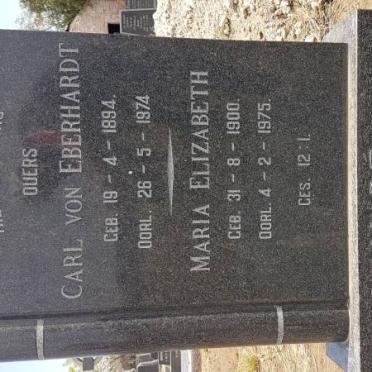 OUERS
CARL VON EBERHARDT
GEB. 19 - 4 - 1894.
OORL. 26 - 5 - 1974
MARIA ELIZABETH
GEB. 31 - 8 - 1900.
OORL. 4 - 2 - 1975.
GES. 12 : 1.